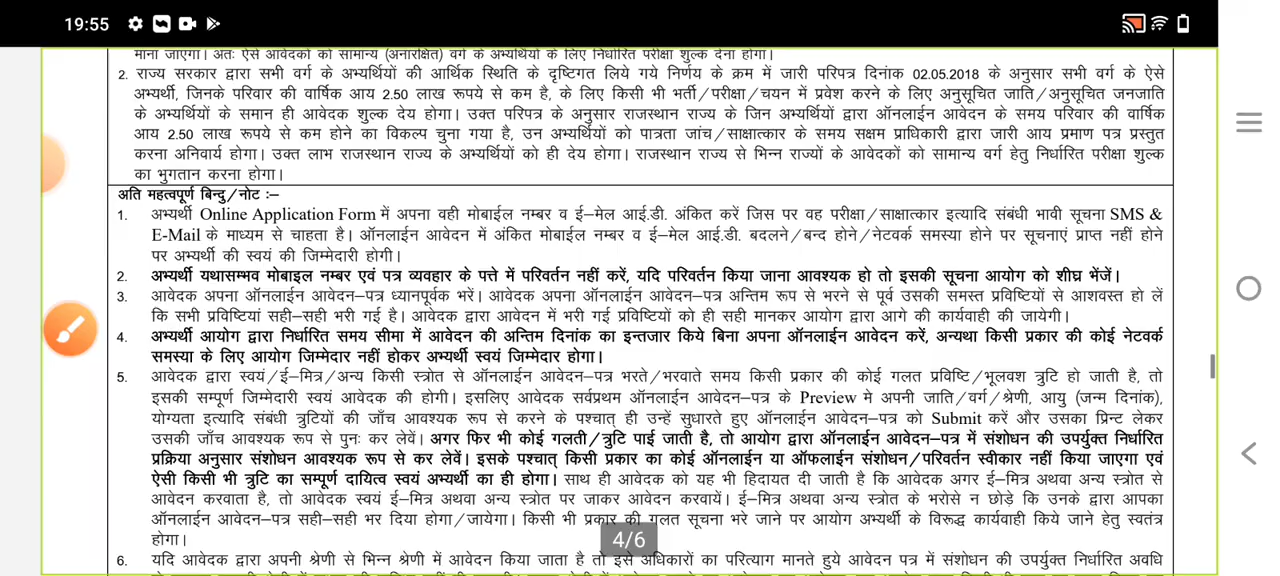 19:55
माना जाएगा। अतः ऐसे आवेदकों को सामान्य (अनारक्षित) वर्ग के अभ्यर्थियों के लिए निर्धारित परीक्षा शुल्क देना होगा।
2. राज्य सरकार द्वारा सभी वर्ग के अभ्यर्थियों की आर्थिक स्थिति के दृष्टिगत लिये गये निर्णय के क्रम में जारी परिपत्र दिनांक 02.05.2018 के अनुसार सभी वर्ग के ऐसे
अभ्यर्थी, जिनके परिवार की वार्षिक आय 2.50 लाख रूपये से कम है, के लिए किसी भी भर्ती/परीक्षा/चयन में प्रवेश करने के लिए अनुसूचित जाति/अनुसूचित जनजाति
के अभ्यर्थियों के समान ही आवेदक शुल्क देय होगा। उक्त परिपत्र के अनुसार राजस्थान राज्य के जिन अभ्यर्थियों द्वारा ऑनलाईन आवेदन के समय परिवार की वार्षिक
आय 2.50 लाख रूपये से कम होने का विकल्प चुना गया है, उन अभ्यर्थियों को पात्रता जांच/साक्षात्कार के समय सक्षम प्राधिकारी द्वारा जारी आय प्रमाण पत्र प्रस्तुत
करना अनिवार्य होगा। उक्त लाभ राजस्थान राज्य के अभ्यर्थियों को ही देय होगा। राजस्थान राज्य से भिन्न राज्यों के आवेदकों को सामान्य वर्ग हेतु निर्धारित परीक्षा शुल्क
का भुगतान करना होगा।
अति महत्वपूर्ण बिन्दु/नोट :–
1. अभ्यर्थी Online Application Form में अपना वही मोबाईल नम्बर व ई–मेल आई.डी. अंकित करें जिस पर वह परीक्षा/साक्षात्कार इत्यादि संबंधी भावी सूचना SMS &
E-Mail के माध्यम से चाहता है। ऑनलाईन आवेदन में अंकित मोबाईल नम्बर व ई–मेल आई.डी. बदलने/बन्द होने/नेटवर्क समस्या होने पर सूचनाएं प्राप्त नहीं होने
पर अभ्यर्थी की स्वयं की जिम्मेदारी होगी।
2. अभ्यर्थी यथासम्भव मोबाइल नम्बर एवं पत्र व्यवहार के पत्ते में परिवर्तन नहीं करें, यदि परिवर्तन किया जाना आवश्यक हो तो इसकी सूचना आयोग को शीघ्र भेंजें।
3. आवेदक अपना ऑनलाईन आवेदन–पत्र ध्यानपूर्वक भरें। आवेदक अपना ऑनलाईन आवेदन–पत्र अन्तिम रूप से भरने से पूर्व उसकी समस्त प्रविष्टियों से आशवस्त हो लें
कि सभी प्रविष्टियां सही–सही भरी गई है। आवेदक द्वारा आवेदन में भरी गई प्रविष्टियों को ही सही मानकर आयोग द्वारा आगे की कार्यवाही की जायेगी।
4. अभ्यर्थी आयोग द्वारा निर्धारित समय सीमा में आवेदन की अन्तिम दिनांक का इन्तजार किये बिना अपना ऑनलाईन आवेदन करें, अन्यथा किसी प्रकार की कोई नेटवर्क
समस्या के लिए आयोग जिम्मेदार नहीं होकर अभ्यर्थी स्वयं जिम्मेदार होगा।
5. आवेदक द्वारा स्वयं/ई–मित्र/अन्य किसी स्त्रोत से ऑनलाईन आवेदन–पत्र भरते/भरवाते समय किसी प्रकार की कोई गलत प्रविष्टि/भूलवश त्रुटि हो जाती है, तो
इसकी सम्पूर्ण जिम्मेदारी स्वयं आवेदक की होगी। इसलिए आवेदक सर्वप्रथम ऑनलाईन आवेदन–पत्र के Preview मे अपनी जाति/वर्ग/श्रेणी, आयु (जन्म दिनांक),
योग्यता इत्यादि संबंधी त्रुटियों की जाँच आवश्यक रूप से करने के पश्चात् ही उन्हें सुधारते हुए ऑनलाईन आवेदन–पत्र को Submit करें और उसका प्रिन्ट लेकर
उसकी जाँच आवश्यक रूप से पुनः कर लेवें। अगर फिर भी कोई गलती/त्रुटि पाई जाती है, तो आयोग द्वारा ऑनलाईन आवेदन–पत्र में संशोधन की उपर्युक्त निर्धारित
प्रक्रिया अनुसार संशोधन आवश्यक रूप से कर लेवें। इसके पश्चात् किसी प्रकार का कोई ऑनलाईन या ऑफलाईन संशोधन/परिवर्तन स्वीकार नहीं किया जाएगा एवं
ऐसी किसी भी त्रुटि का सम्पूर्ण दायित्व स्वयं अभ्यर्थी का ही होगा। साथ ही आवेदक को यह भी हिदायत दी जाती है कि आवेदक अगर ई–मित्र अथवा अन्य स्त्रोत से
आवेदन करवाता है, तो आवेदक स्वयं ई–मित्र अथवा अन्य स्त्रोत पर जाकर आवेदन करवायें। ई–मित्र अथवा अन्य स्त्रोत के भरोसे न छोड़े कि उनके द्वारा आपका
ऑनलाईन आवेदन–पत्र सही–सही भर दिया होगा/जायेगा। किसी भी प्रकार की गलत सूचना भरे जाने पर आयोग अभ्यर्थी के विरूद्ध कार्यवाही किये जाने हेतु स्वतंत्र
होगा।
4/6
6. यदि आवेदक द्वारा अपनी श्रेणी से भिन्न श्रेणी में आवेदन किया जाता है तो इसे अधिकारों का परित्याग मानते हुये आवेदन पत्र में संशोधन की उपर्युक्त निर्धारित अवधि